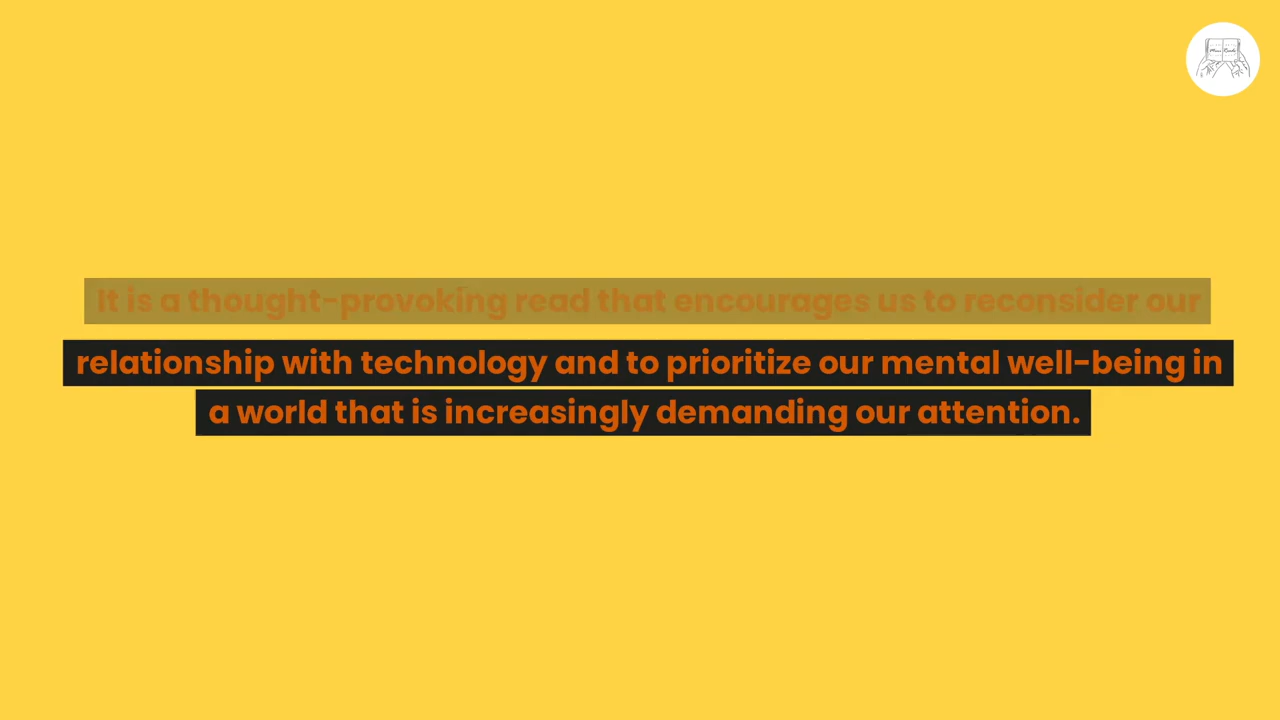 It is a thought-provoking read that encourages us to reconsider our
relationship with technology and to prioritize our mental well-being in
a world that is increasingly demanding our attention.